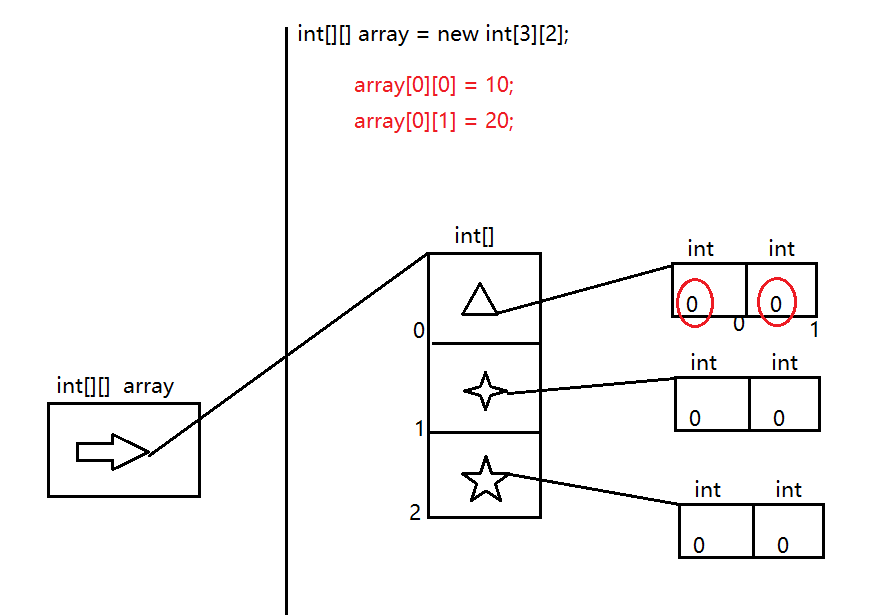 int[][] array = new int[3][2];
array[0][0] = 10;
array[0][1] = 20;
int[]
int int
0 0
0 1
0
int int
0 0
int[][] array
1
int int
0 0
2